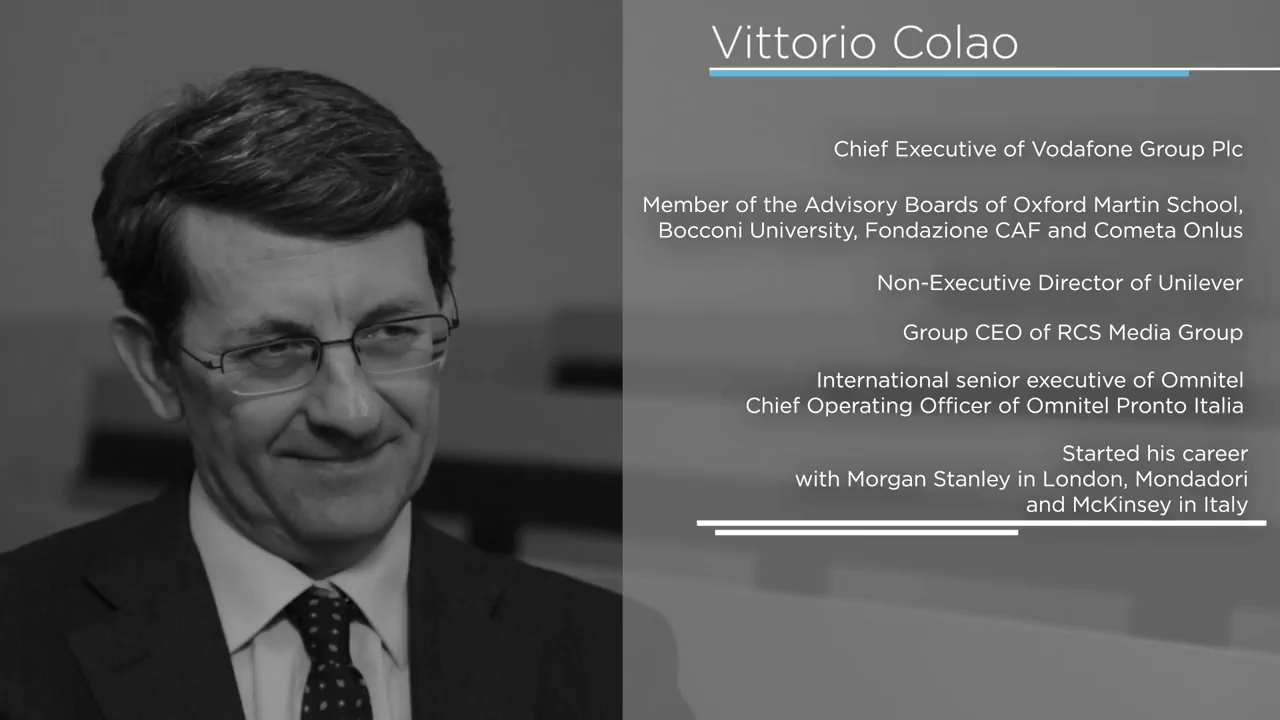 Vittorio Colao
Chief Executive of Vodafone Group Plc
Member of the Advisory Boards of Oxford Martin School,
Bocconi University, Fondazione CAF and Cometa Onlus
Non-Executive Director of Unilever
Group CEO of RCS Media Group
International senior executive of Omnitel
Chief Operating Officer of Omnitel Pronto Italia
Started his career
with Morgan Stanley in London, Mondadori
and McKinsey in Italy